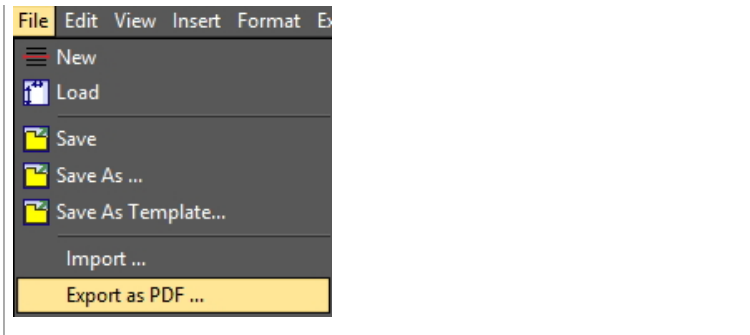 File Edit View Insert Format
New
Load
Save
Save As ...
Save As Template...
Import ...
Export as PDF ...